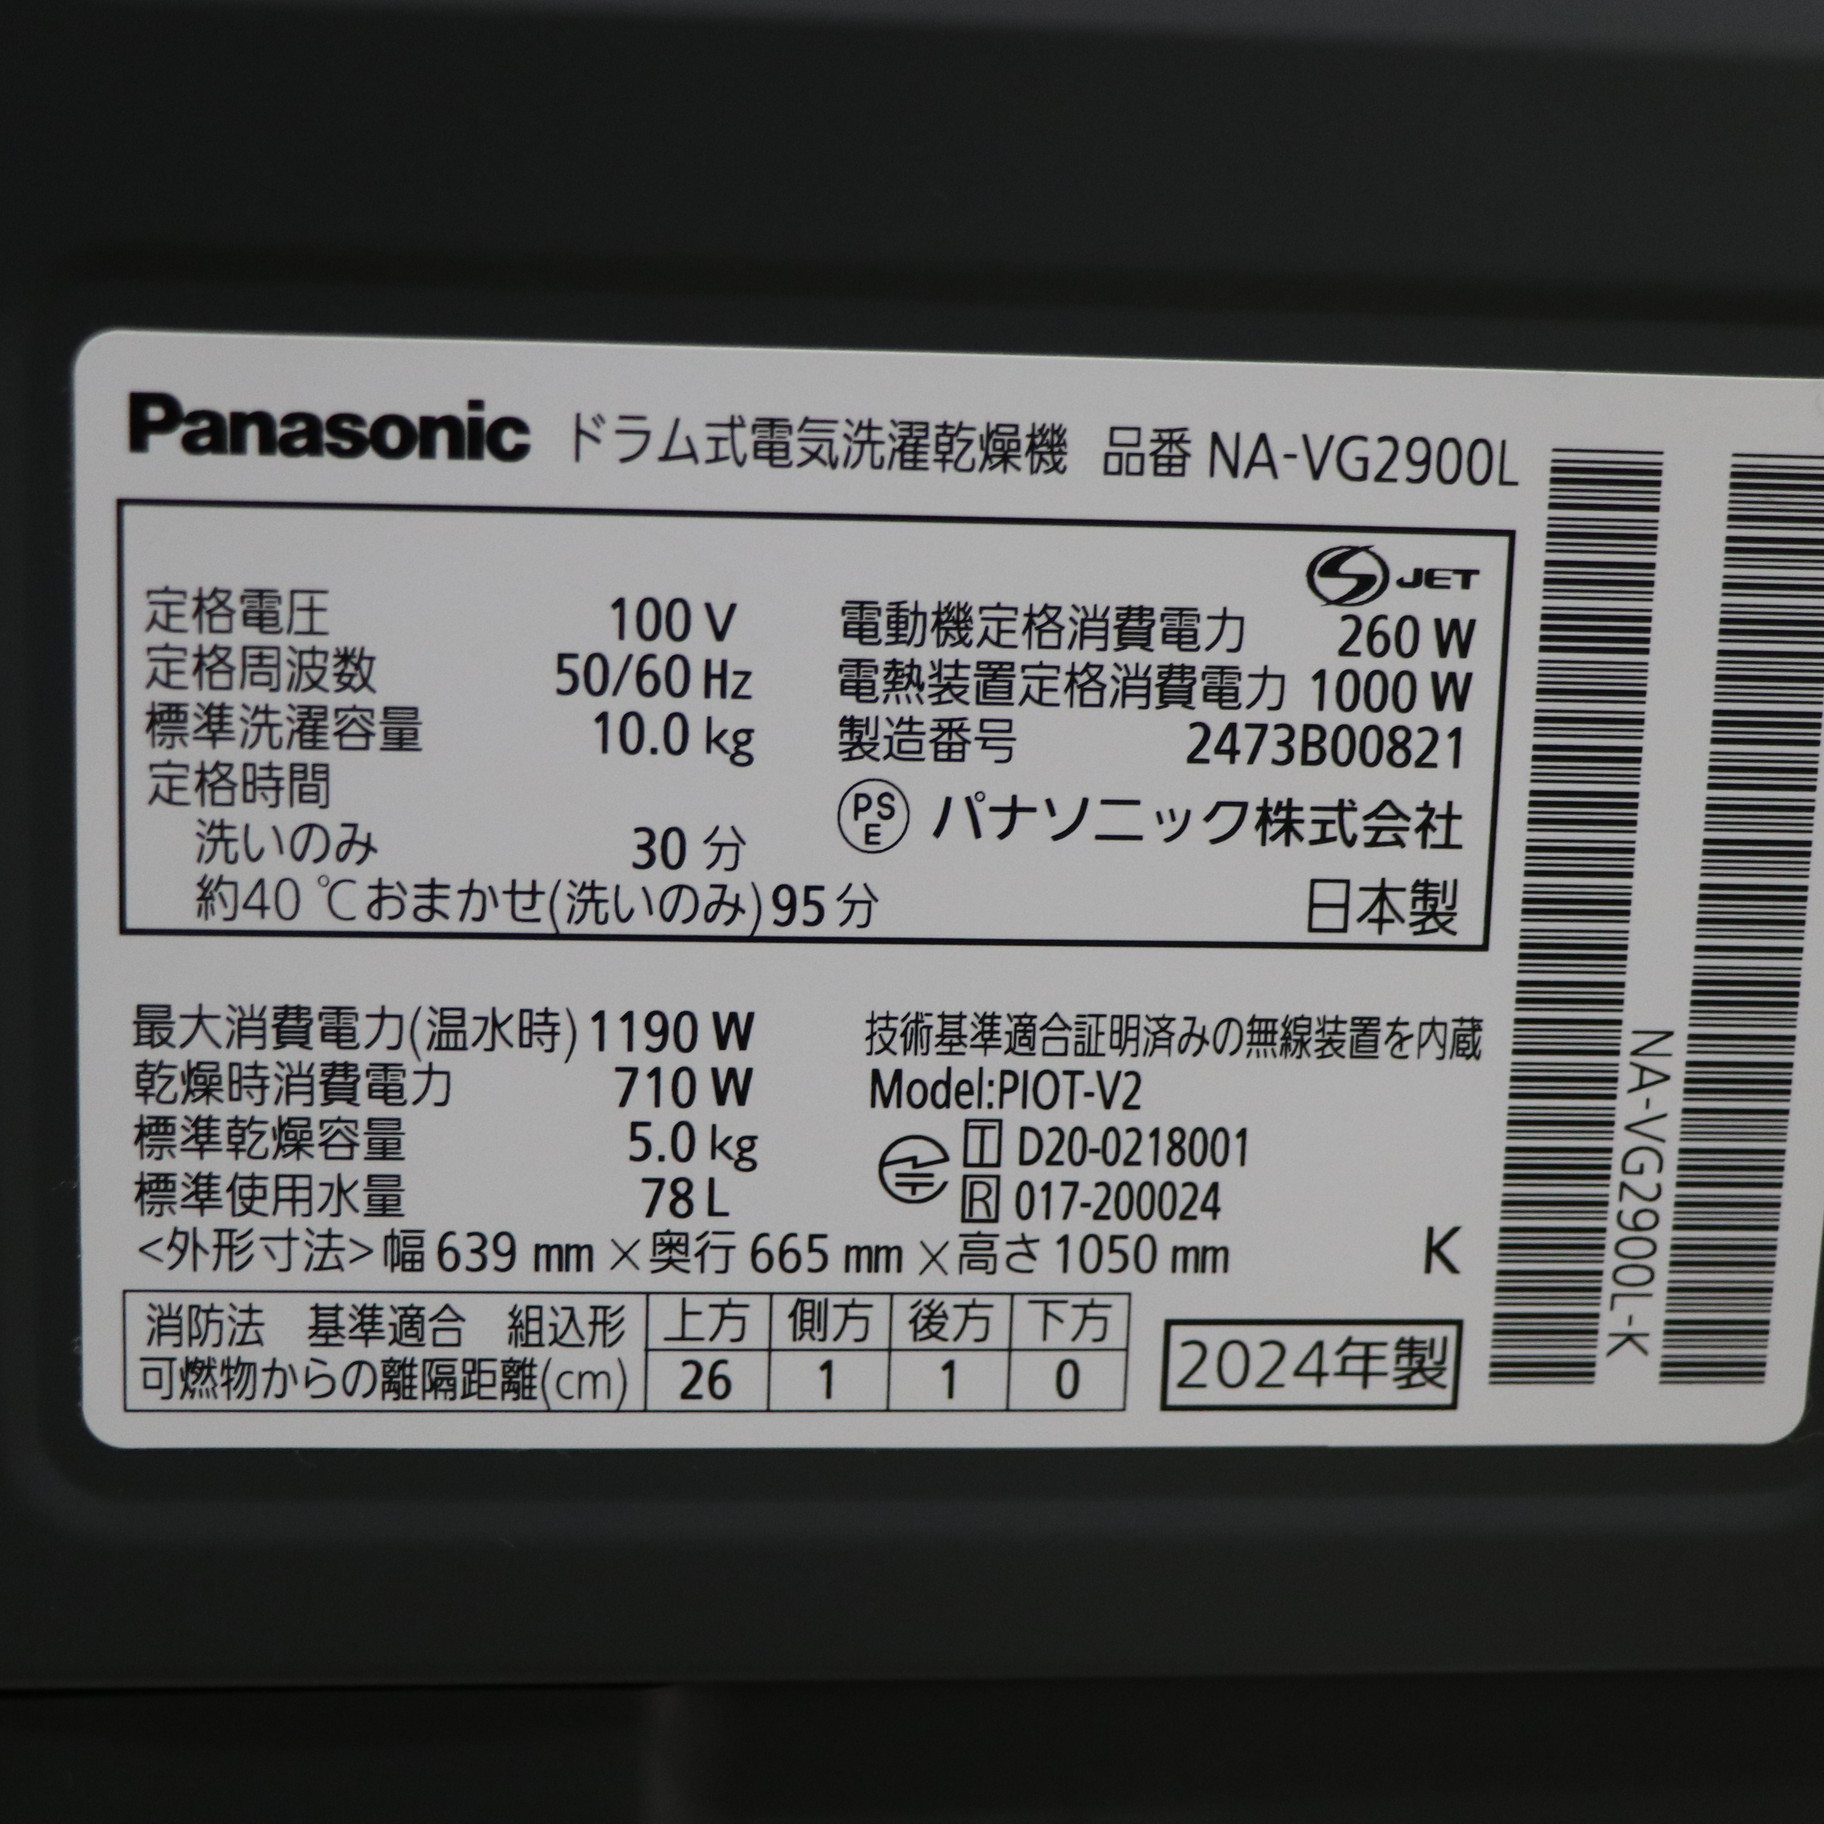 Panasonic ドラム式電気洗濯乾燥機 品番 NA-VG2900L
JET
定格電圧 100 V
定格周波数 50/60 Hz
標準洗濯容量 10.0 kg
定格時間
洗いのみ 30 分
約40℃おまかせ(洗いのみ) 95 分
電動機定格消費電力 260 W
電熱装置定格消費電力 1000 W
製造番号 2473B00821
PS E パナソニック株式会社
日本製
最大消費電力(温水時) 1190 W
乾燥時消費電力 710 W
標準乾燥容量 5.0 kg
標準使用水量 78 L
技術基準適合証明済みの無線装置を内蔵
Model:PIOT-V2
T D20-0218001
R 017-200024
<外形寸法>幅 639 mm×奥行 665 mm×高さ 1050 mm
K
消防法 基準適合 組込形 上方 側方 後方 下方
可燃物からの離隔距離(cm) 26 1 1 0
2024年製
NA-VG2900L-K